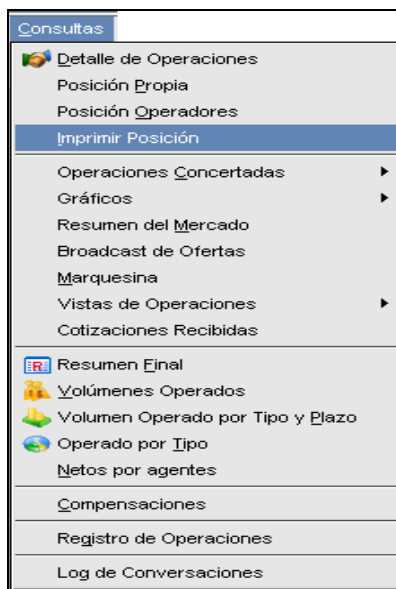 Consultas
Detalle de Operaciones
Posición Propia
Posición Operadores
Imprimir Posición
Operaciones Concertadas
Gráficos
Resumen del Mercado
Broadcast de Ofertas
Marquesina
Vistas de Operaciones
Cotizaciones Recibidas
R Resumen Final
Volúmenes Operados
Volumen Operado por Tipo y Plazo
Operado por Tipo
Netos por agentes
Compensaciones
Registro de Operaciones
Log de Conversaciones